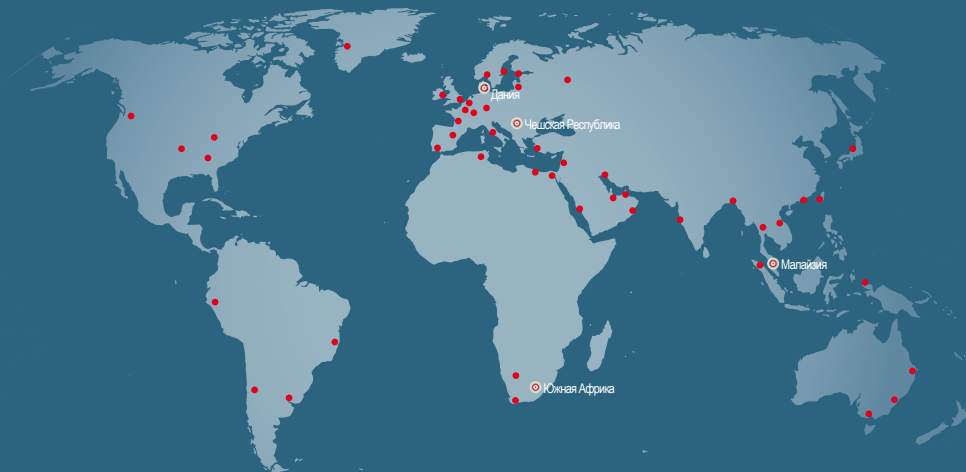 Дания
Чешская Республика
Малайзия
Южная Африка